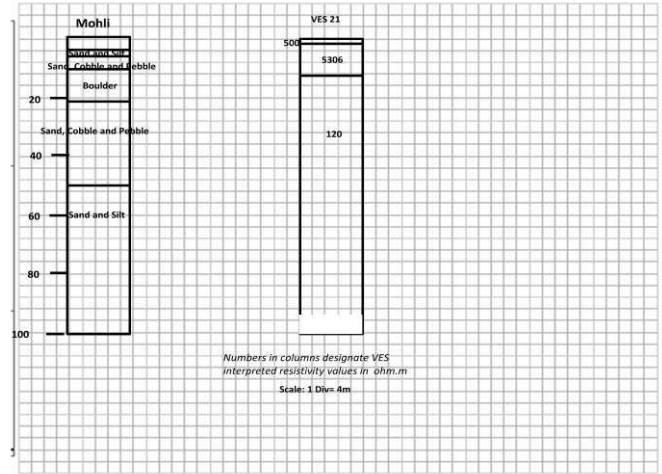 Mohli
VES 21
Sand and Silt
500
Sand, Cobble and Pebble
5306
Boulder
20
Sand, Cobble and Pebble
120
40
60
Sand and Silt
80
100
Numbers in columns designate VES
interpreted resistivity values in ohm.m
Scale: 1 Div= 4m